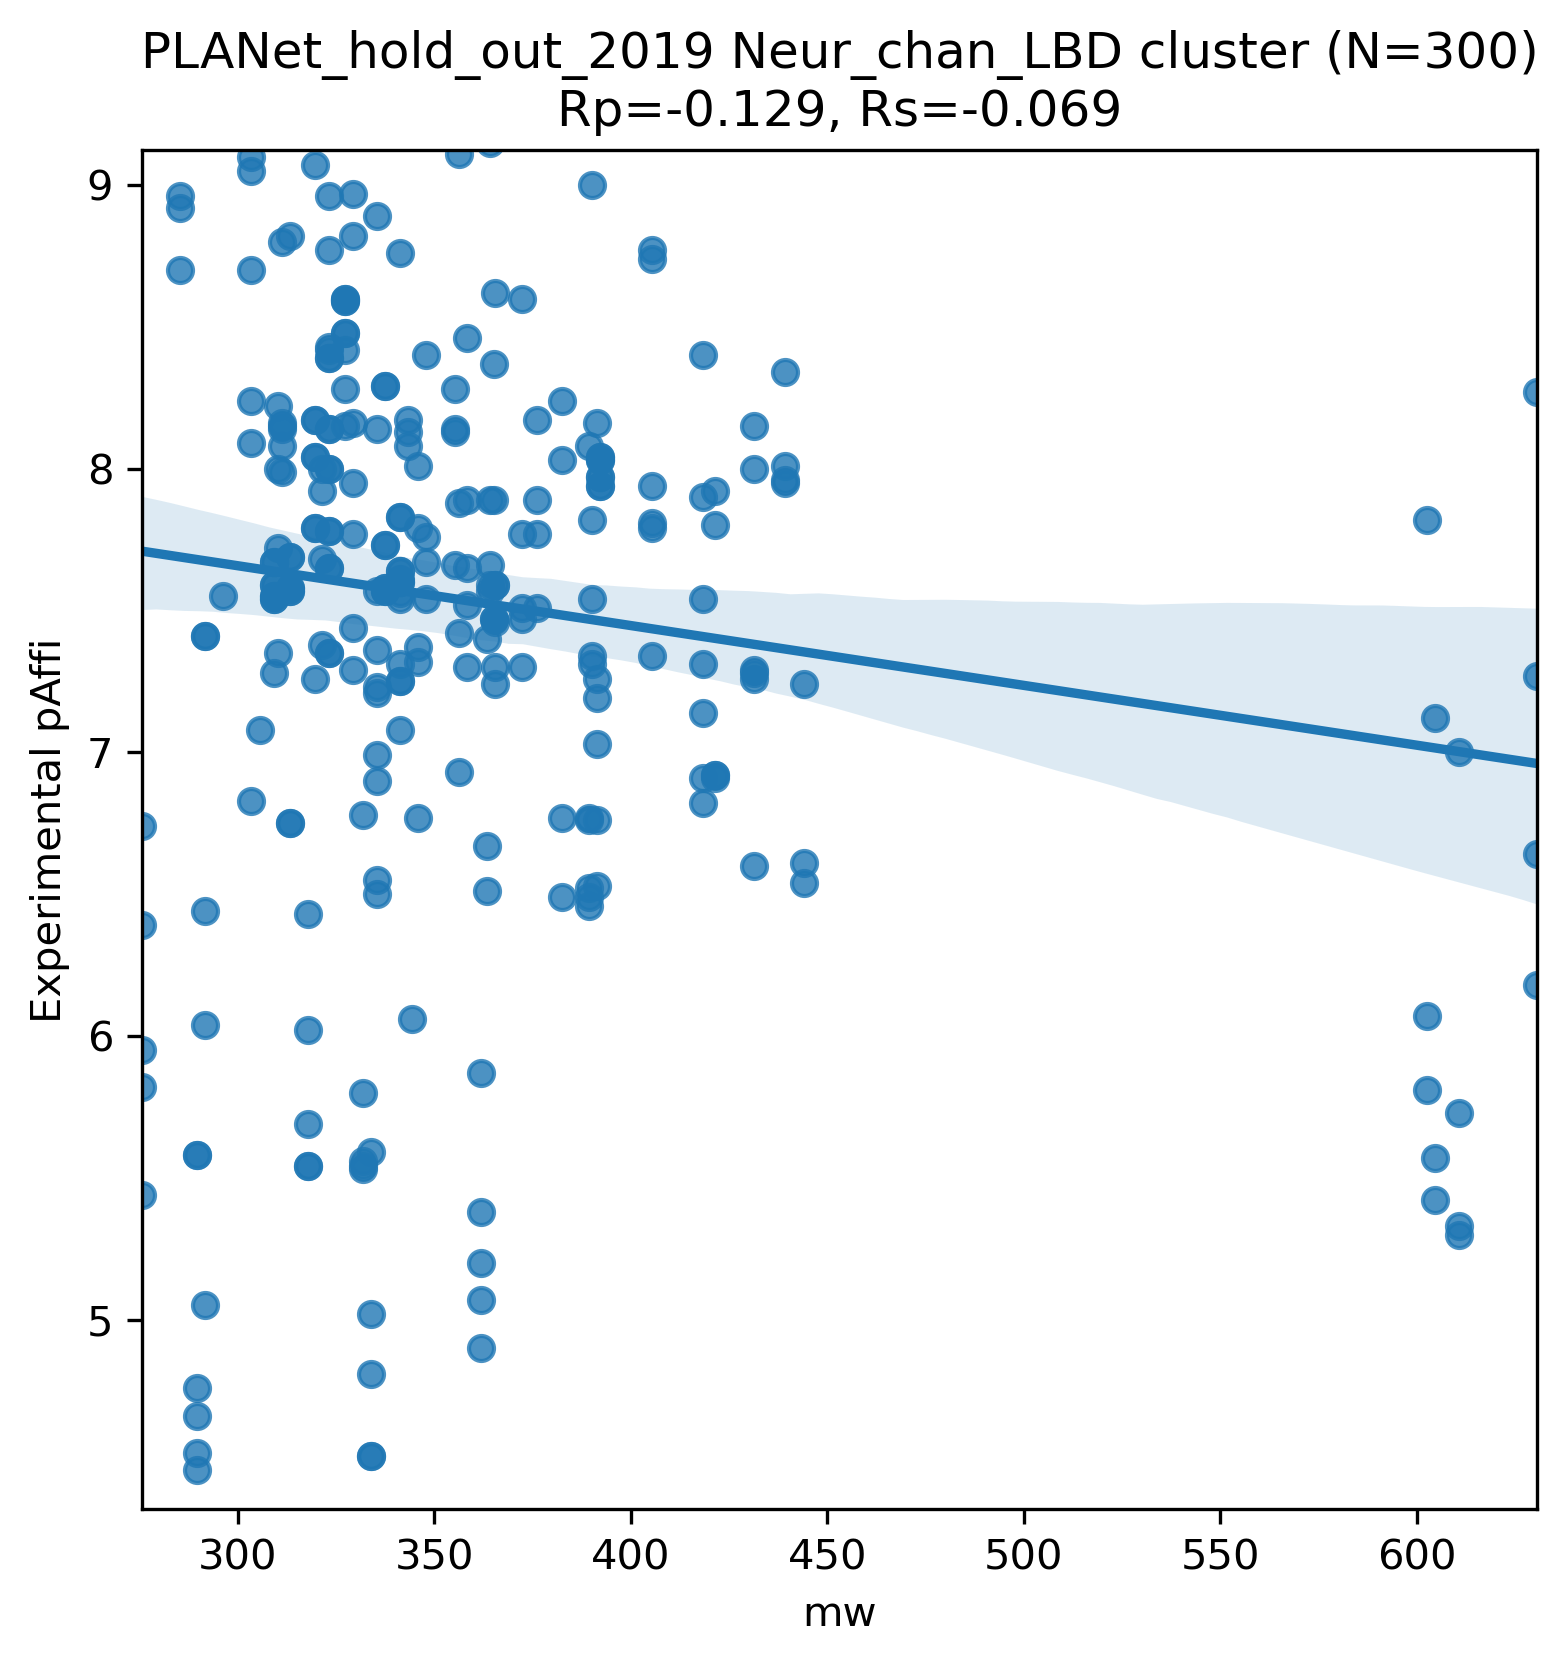 PLANet_hold_out_2019 Neur_chan_LBD cluster (N=300)
Rp=-0.129, Rs=-0.069
Experimental pAffi
9
8
7
6
5
300 350 400 450 500 550 600
mw